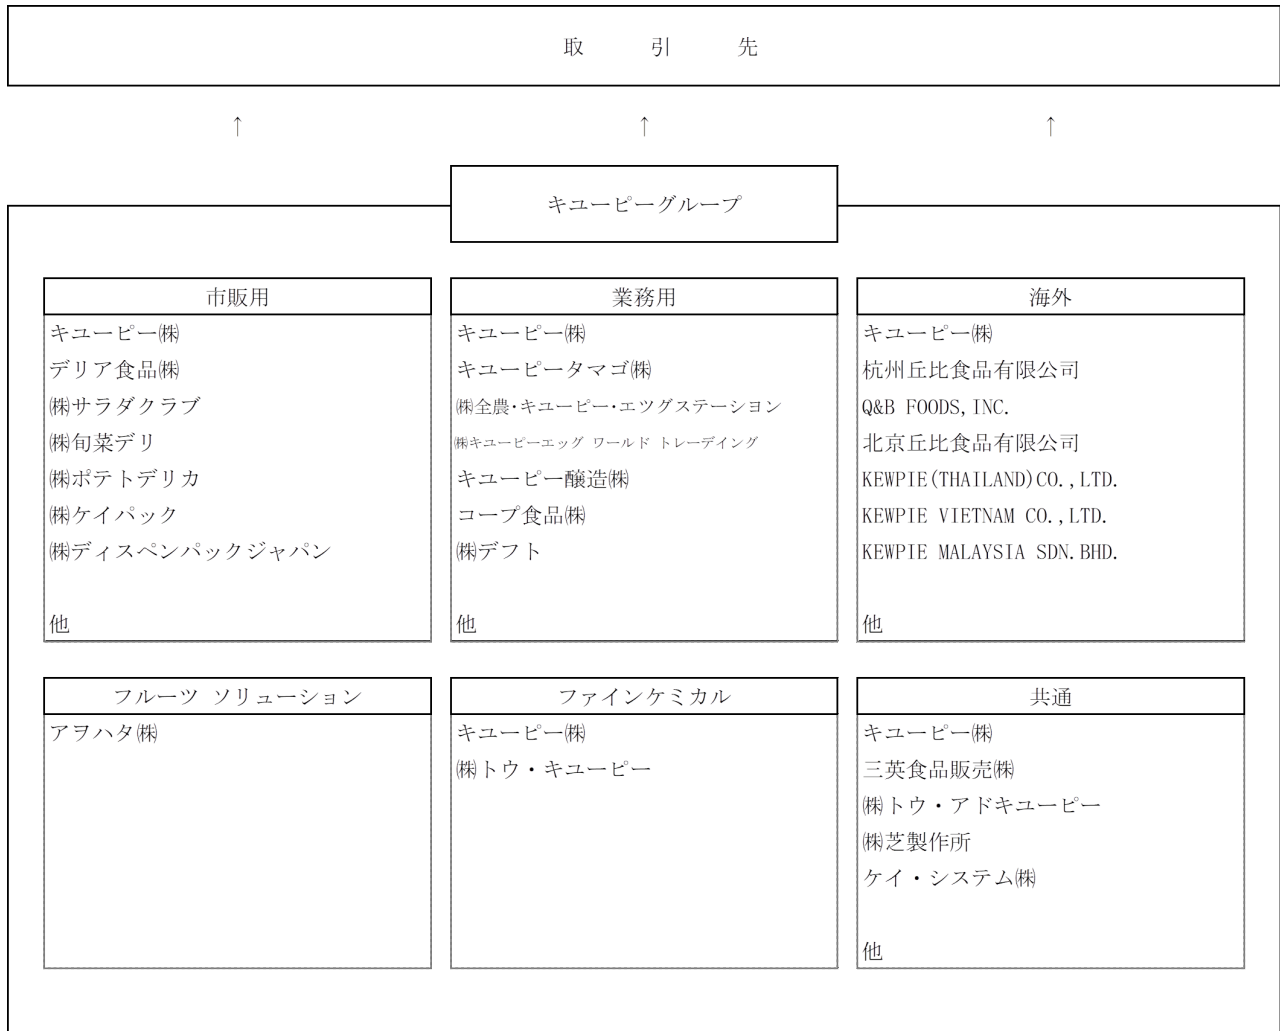 取引先
↑ ↑ ↑
キユーピーグループ
市販用
キユーピー㈱
デリア食品㈱
㈱サラダクラブ
㈱旬菜デリ
㈱ポテトデリカ
㈱ケイパック
㈱ディスペンパックジャパン
他
業務用
キユーピー㈱
キユーピータマゴ㈱
㈱全農･キユーピー･エツグステーシヨン
㈱キユーピーエッグ ワールド トレーデイング
キユーピー醸造㈱
コープ食品㈱
㈱デフト
他
海外
キユーピー㈱
杭州丘比食品有限公司
Q&B FOODS,INC.
北京丘比食品有限公司
KEWPIE(THAILAND)CO.,LTD.
KEWPIE VIETNAM CO.,LTD.
KEWPIE MALAYSIA SDN.BHD.
他
フルーツ ソリューション
アヲハタ㈱
ファインケミカル
キユーピー㈱
㈱トウ・キユーピー
共通
キユーピー㈱
三英食品販売㈱
㈱トウ・アドキユーピー
㈱芝製作所
ケイ・システム㈱
他